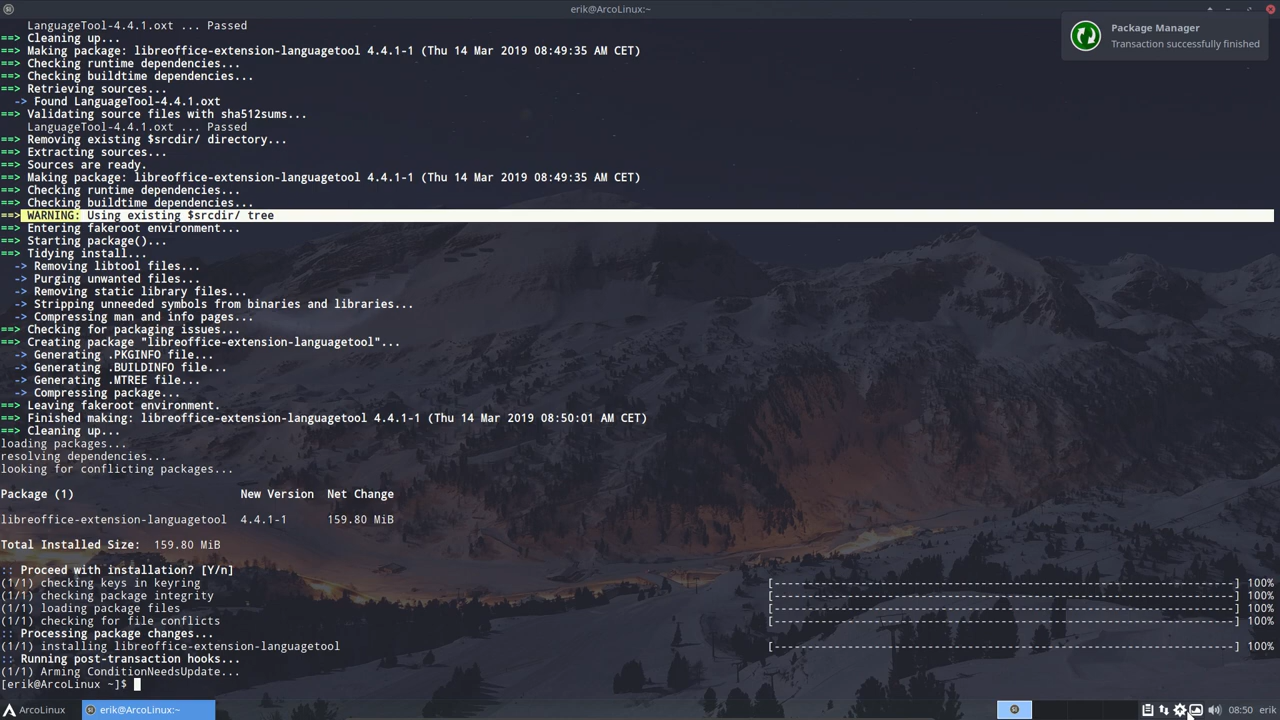 erik@ArcoLinux:~
LanguageTool-4.4.1.oxt ... Passed
==> Cleaning up...
==> Making package: libreoffice-extension-languagetool 4.4.1-1 (Thu 14 Mar 2019 08:49:35 AM CET)
==> Checking runtime dependencies...
==> Checking buildtime dependencies...
==> Retrieving sources...
-> Found LanguageTool-4.4.1.oxt
==> Validating source files with sha512sums...
LanguageTool-4.4.1.oxt ... Passed
==> Removing existing $srcdir/ directory...
==> Extracting sources...
==> Sources are ready.
==> Making package: libreoffice-extension-languagetool 4.4.1-1 (Thu 14 Mar 2019 08:49:35 AM CET)
==> Checking runtime dependencies...
==> Checking buildtime dependencies...
==> WARNING: Using existing $srcdir/ tree
==> Entering fakeroot environment...
==> Starting package()...
==> Tidying install...
-> Removing libtool files...
-> Purging unwanted files...
-> Removing static library files...
-> Stripping unneeded symbols from binaries and libraries...
-> Compressing man and info pages...
==> Checking for packaging issues...
==> Creating package "libreoffice-extension-languagetool"...
-> Generating .PKGINFO file...
-> Generating .BUILDINFO file...
-> Generating .MTREE file...
-> Compressing package...
==> Leaving fakeroot environment.
==> Finished making: libreoffice-extension-languagetool 4.4.1-1 (Thu 14 Mar 2019 08:50:01 AM CET)
==> Cleaning up...
loading packages...
resolving dependencies...
looking for conflicting packages...
Package (1) New Version Net Change
libreoffice-extension-languagetool 4.4.1-1 159.80 MiB
Total Installed Size: 159.80 MiB
:: Proceed with installation? [Y/n]
(1/1) checking keys in keyring [----------------------------------------------------------------------] 100%
(1/1) checking package integrity [----------------------------------------------------------------------] 100%
(1/1) loading package files [----------------------------------------------------------------------] 100%
(1/1) checking for file conflicts [----------------------------------------------------------------------] 100%
:: Processing package changes...
(1/1) installing libreoffice-extension-languagetool [----------------------------------------------------------------------] 100%
:: Running post-transaction hooks...
(1/1) Arming ConditionNeedsUpdate...
[erik@ArcoLinux ~]$
Package Manager
Transaction successfully finished
ArcoLinux
erik@ArcoLinux:~
08:50
erik